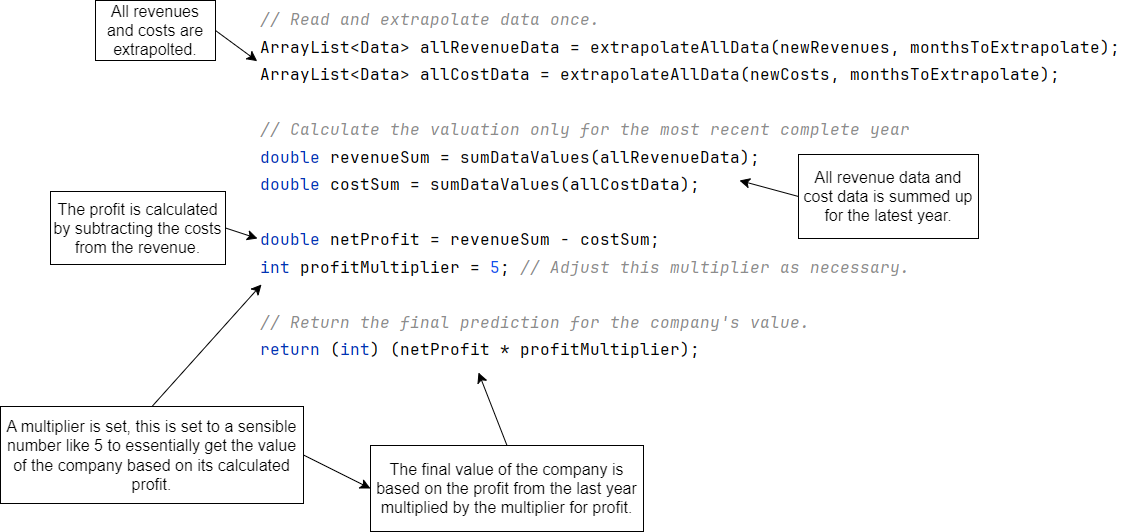 All revenues
and costs are
extrapolted.
// Read and extrapolate data once.
ArrayList<Data> allRevenueData = extrapolateAllData(newRevenues, monthsToExtrapolate);
ArrayList<Data> allCostData = extrapolateAllData(newCosts, monthsToExtrapolate);
// Calculate the valuation only for the most recent complete year
double revenueSum = sumDataValues(allRevenueData);
double costSum = sumDataValues(allCostData);
All revenue data and
cost data is summed up
for the latest year.
The profit is calculated
by subtracting the costs
from the revenue.
double netProfit = revenueSum - costSum;
int profitMultiplier = 5; // Adjust this multiplier as necessary.
// Return the final prediction for the company's value.
return (int) (netProfit * profitMultiplier);
A multiplier is set, this is set to a sensible
number like 5 to essentially get the value
of the company based on its calculated
profit.
The final value of the company is
based on the profit from the last year
multiplied by the multiplier for profit.